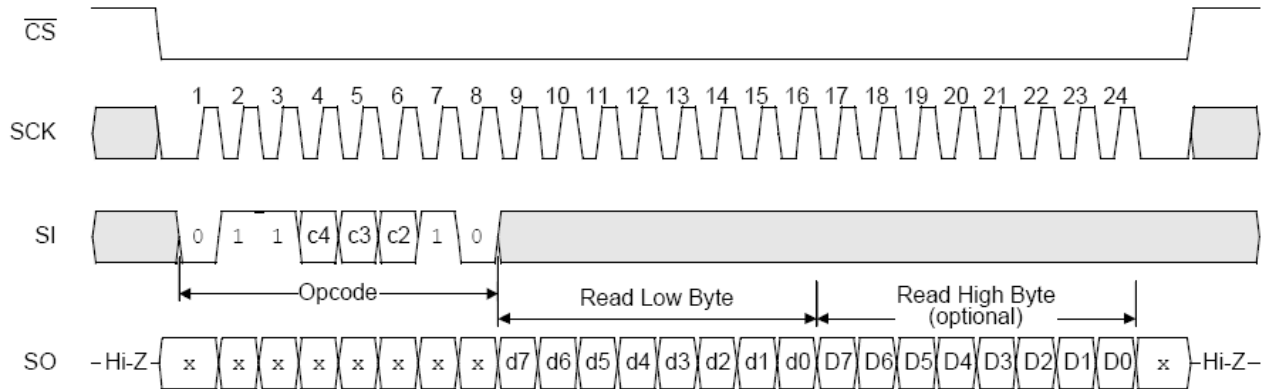 CS
1 2 3 4 5 6 7 8 9 10 11 12 13 14 15 16 17 18 19 20 21 22 23 24
SCK
SI 0 1 1 c4 c3 c2 1 0
Opcode Read Low Byte Read High Byte
(optional)
SO Hi-Z x x x x x x x x d7 d6 d5 d4 d3 d2 d1 d0 D7 D6 D5 D4 D3 D2 D1 D0 x Hi-Z